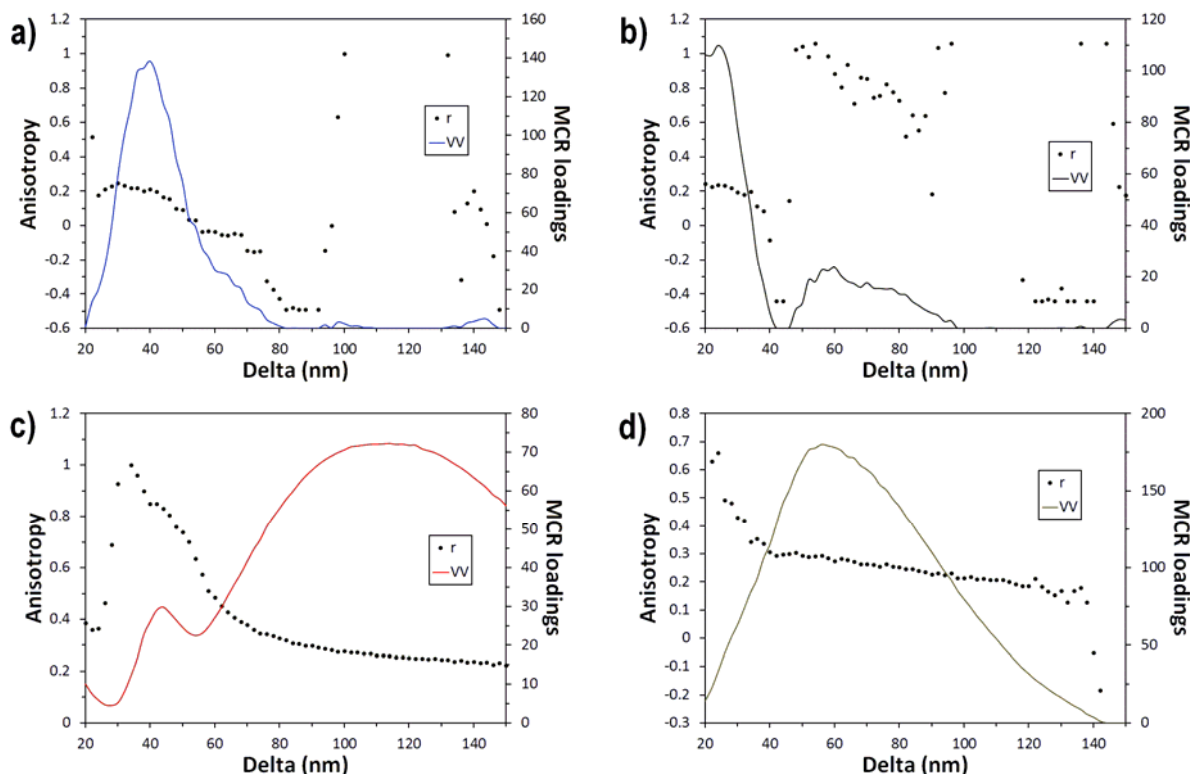 a)
1.2
1
0.8
0.6
0.4
0.2
0
-0.2
-0.4
-0.6
Anisotropy
20 40 60 80 100 120 140
Delta (nm)
r
VV
160
140
120
100
80
60
40
20
0
MCR loadings
b)
1.2
1
0.8
0.6
0.4
0.2
0
-0.2
-0.4
-0.6
Anisotropy
20 40 60 80 100 120 140
Delta (nm)
r
VV
120
100
80
60
40
20
0
MCR loadings
c)
1.2
1
0.8
0.6
0.4
0.2
0
Anisotropy
20 40 60 80 100 120 140
Delta (nm)
r
VV
80
70
60
50
40
30
20
10
0
MCR loadings
d)
0.8
0.7
0.6
0.5
0.4
0.3
0.2
0.1
0
-0.1
-0.2
-0.3
Anisotropy
20 40 60 80 100 120 140
Delta (nm)
r
VV
200
150
100
50
0
MCR loadings